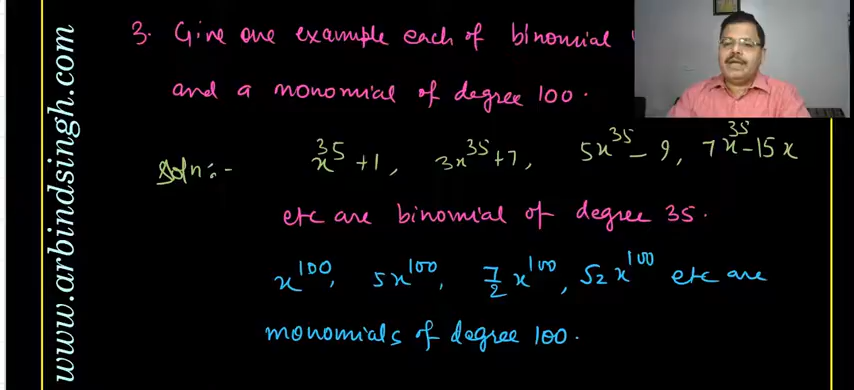 www.arbindsingh.com
3. Give one example each of binomial
and a monomial of degree 100.
Soln:- x^35 + 1, 3x^35 + 7, 5x^35 - 9, 7x^35 - 15x
etc are binomial of degree 35.
x^100, 5x^100, 7/2 x^100, √2 x^100 etc are
monomials of degree 100.